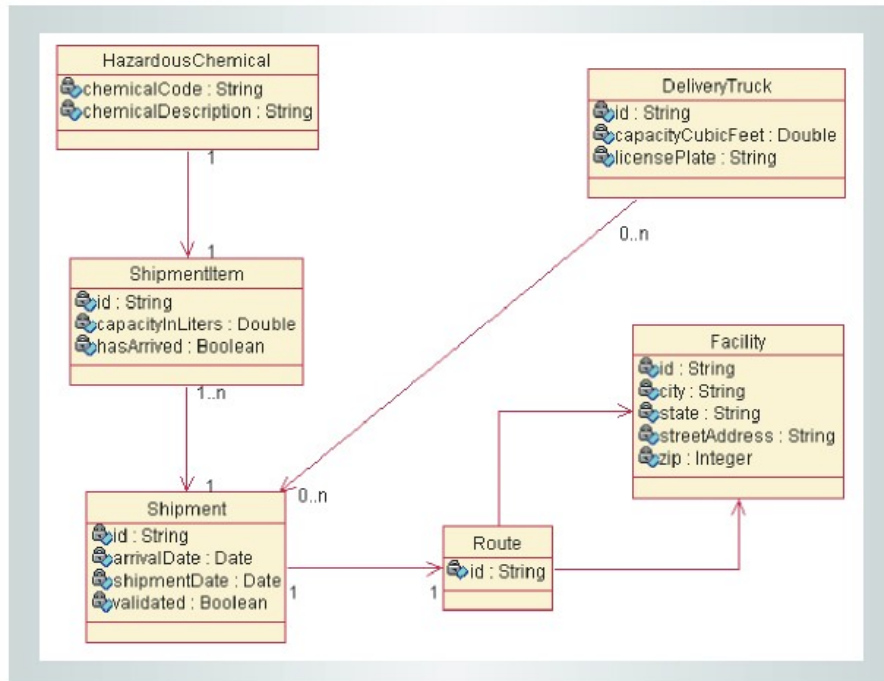 HazardousChemical
chemicalCode : String
chemicalDescription : String
1
1
ShipmentItem
id : String
capacityInLiters : Double
hasArrived : Boolean
1..n
1
Shipment
id : String
arrivalDate : Date
shipmentDate : Date
validated : Boolean
1
1
Route
id : String
DeliveryTruck
id : String
capacityCubicFeet : Double
licensePlate : String
0..n
0..n
Facility
id : String
city : String
state : String
streetAddress : String
zip : Integer